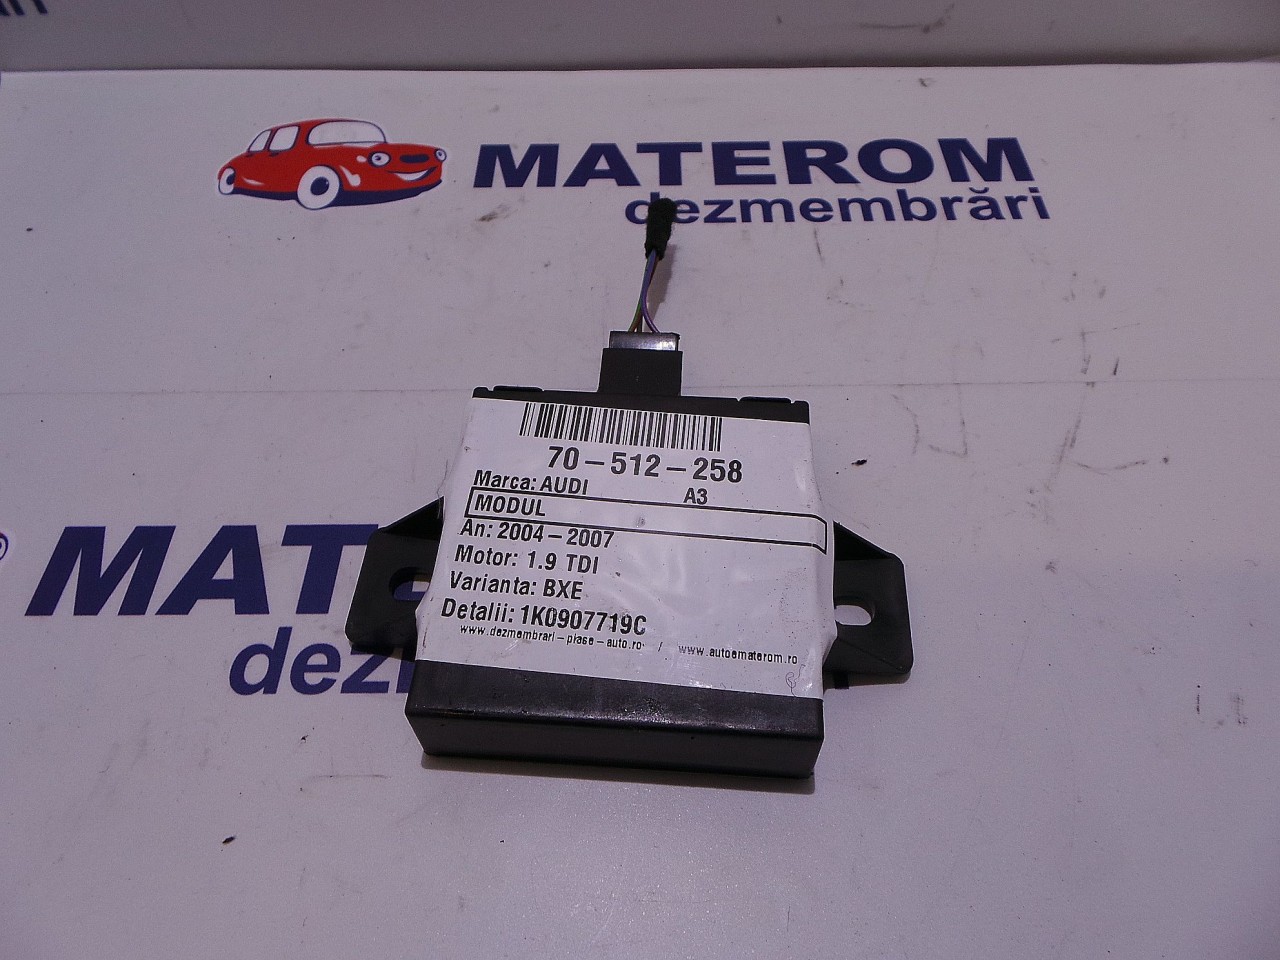 MATEROM
dezmembrări
70-512-258
Marca: AUDI A3
MODUL
An: 2004-2007
Motor: 1.9 TDI
Varianta: BXE
Detalii: 1K0907719C
www.dezmembrari-piese-auto.ro / www.autoematerom.ro
MAT
dez